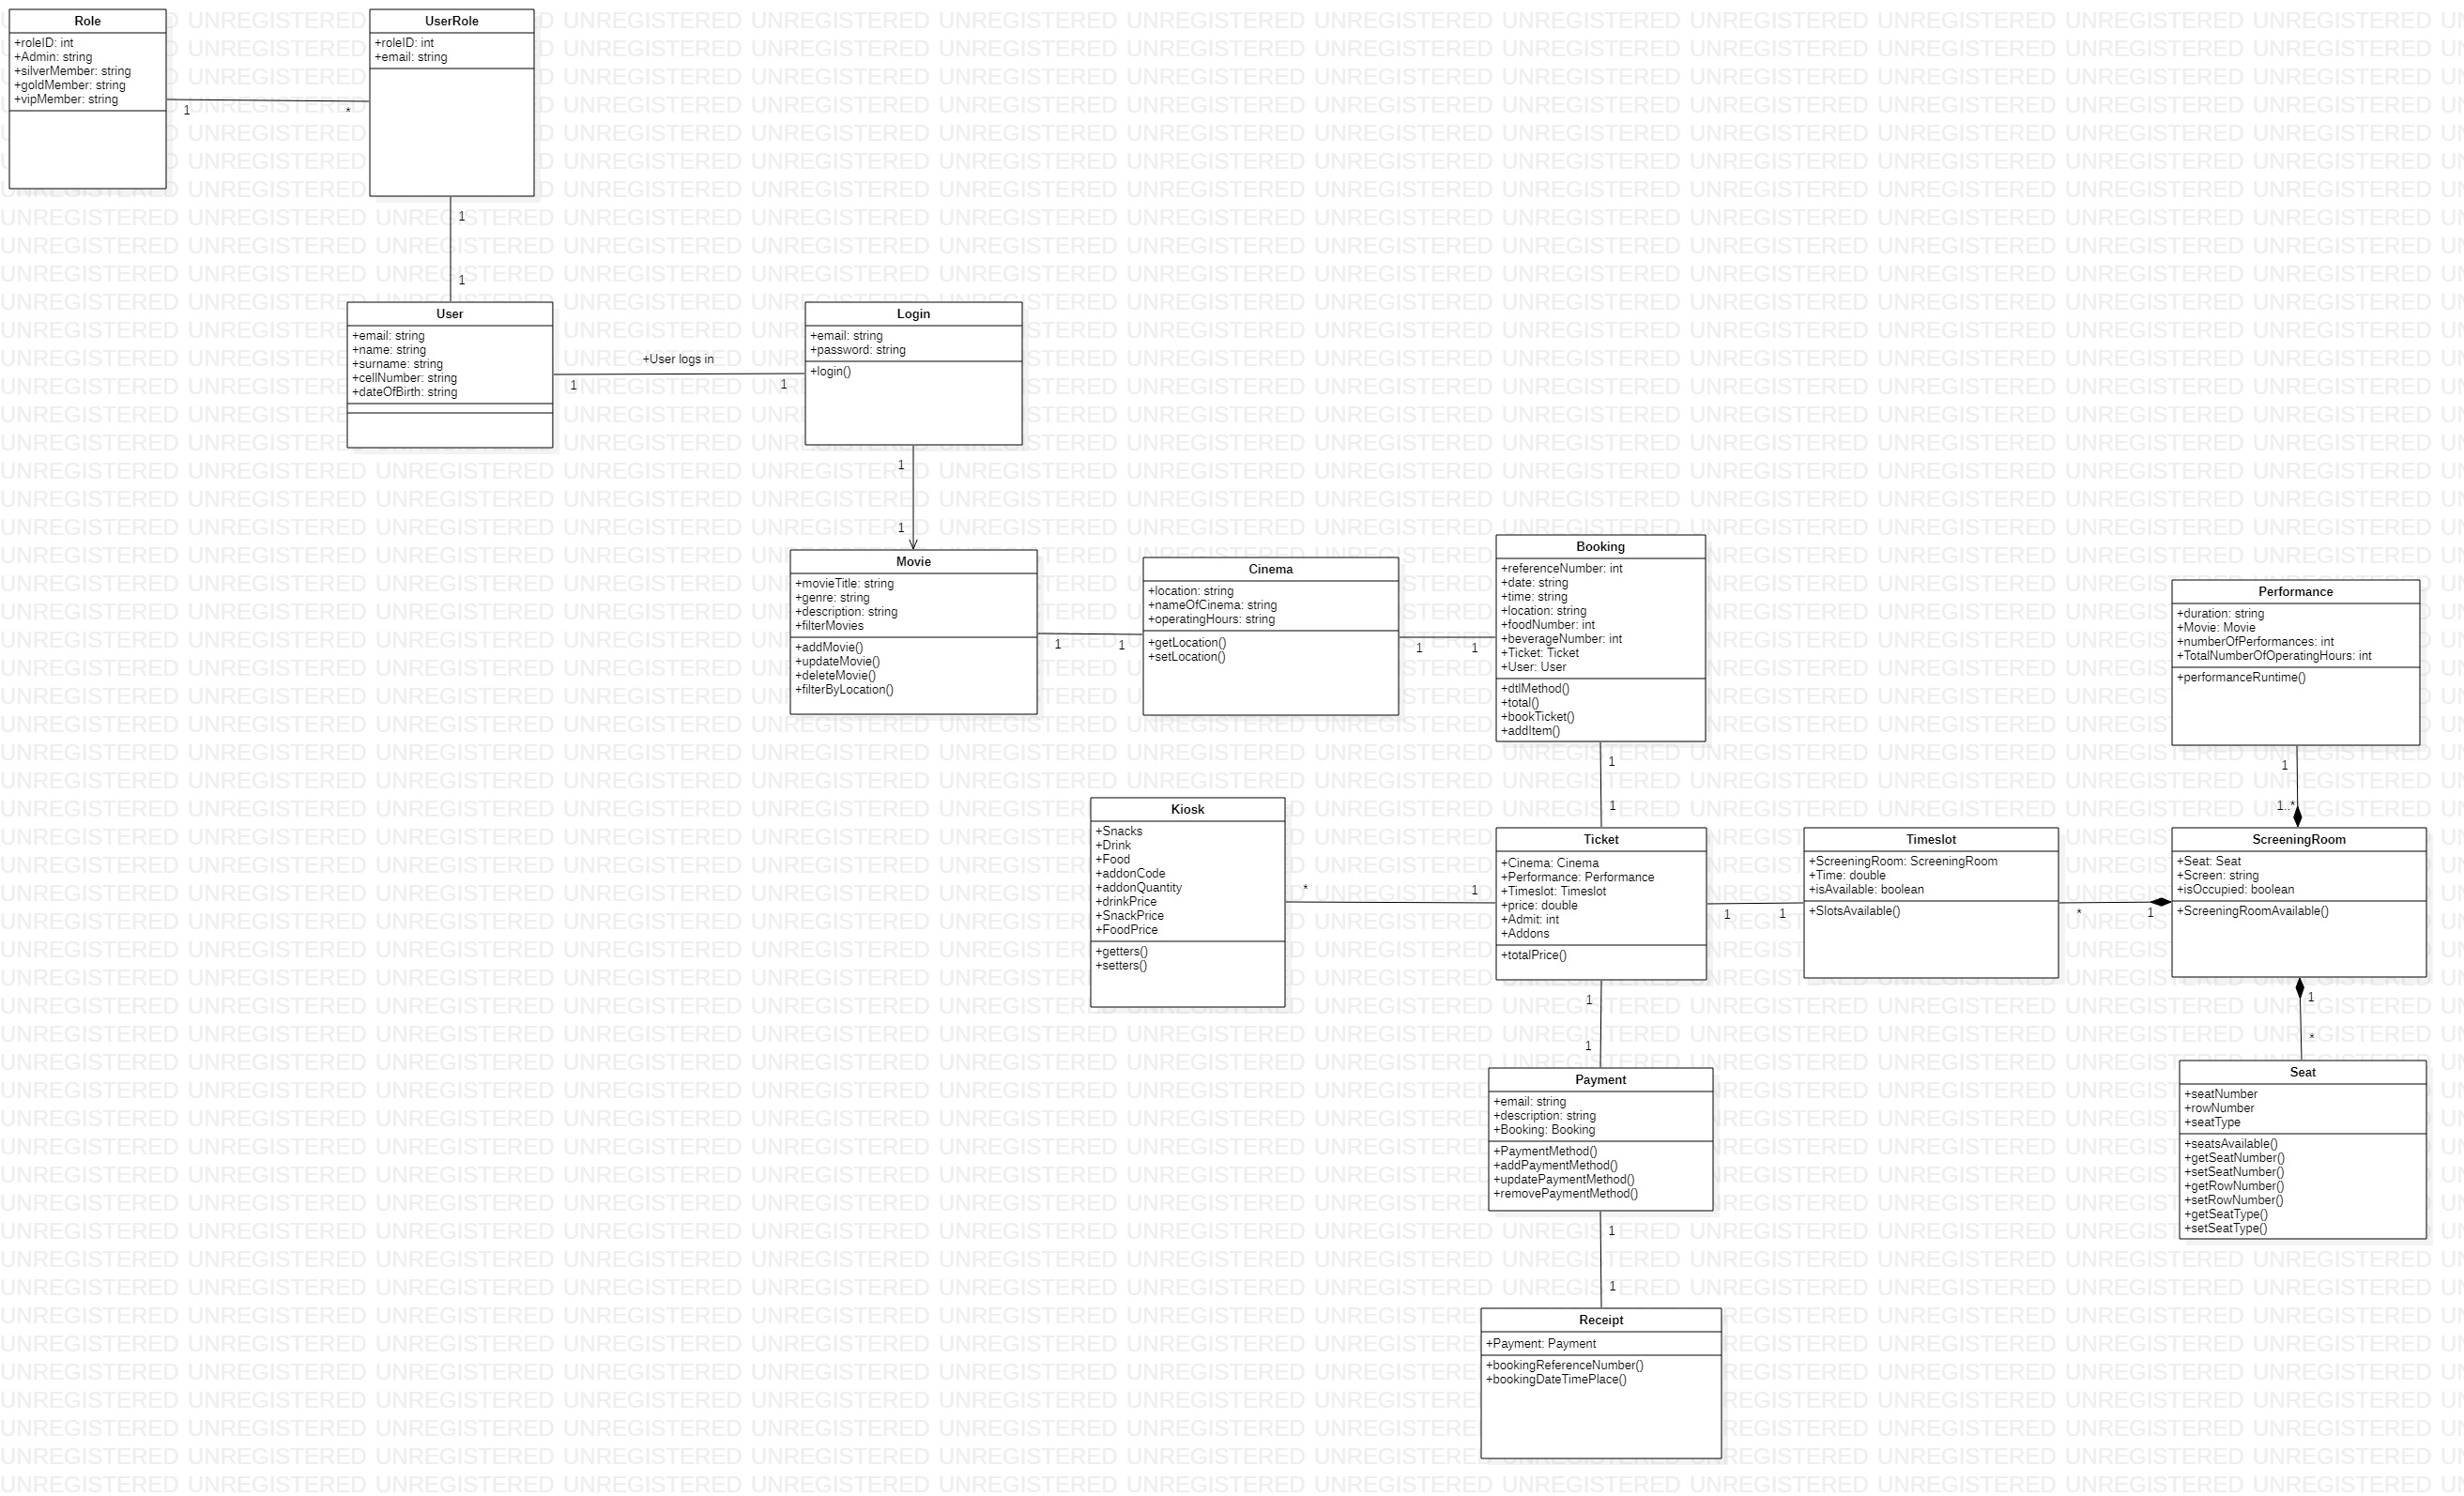 Role
+roleID: int
+Admin: string
+silverMember: string
+goldMember: string
+vipMember: string
1
*
UserRole
+roleID: int
+email: string
1
1
User
+email: string
+name: string
+surname: string
+cellNumber: string
+dateOfBirth: string
+User logs in
1
1
Login
+email: string
+password: string
+login()
1
1
Movie
+movieTitle: string
+genre: string
+description: string
+filterMovies
+addMovie()
+updateMovie()
+deleteMovie()
+filterByLocation()
1
1
Cinema
+location: string
+nameOfCinema: string
+operatingHours: string
+getLocation()
+setLocation()
1
1
Booking
+referenceNumber: int
+date: string
+time: string
+location: string
+foodNumber: int
+beverageNumber: int
+Ticket: Ticket
+User: User
+dtlMethod()
+total()
+bookTicket()
+addItem()
1
1
Performance
+duration: string
+Movie: Movie
+numberOfPerformances: int
+TotalNumberOfOperatingHours: int
+performanceRuntime()
1
1..*
Kiosk
+Snacks
+Drink
+Food
+addonCode
+addonQuantity
+drinkPrice
+SnackPrice
+FoodPrice
+getters()
+setters()
*
1
Ticket
+Cinema: Cinema
+Performance: Performance
+Timeslot: Timeslot
+price: double
+Admit: int
+Addons
+totalPrice()
1
1
Timeslot
+ScreeningRoom: ScreeningRoom
+Time: double
+isAvailable: boolean
+SlotsAvailable()
*
1
ScreeningRoom
+Seat: Seat
+Screen: string
+isOccupied: boolean
+ScreeningRoomAvailable()
1
*
1
1
Payment
+email: string
+description: string
+Booking: Booking
+PaymentMethod()
+addPaymentMethod()
+updatePaymentMethod()
+removePaymentMethod()
Seat
+seatNumber
+rowNumber
+seatType
+seatsAvailable()
+getSeatNumber()
+setSeatNumber()
+getRowNumber()
+setRowNumber()
+getSeatType()
+setSeatType()
1
1
Receipt
+Payment: Payment
+bookingReferenceNumber()
+bookingDateTimePlace()
UNREGISTERED